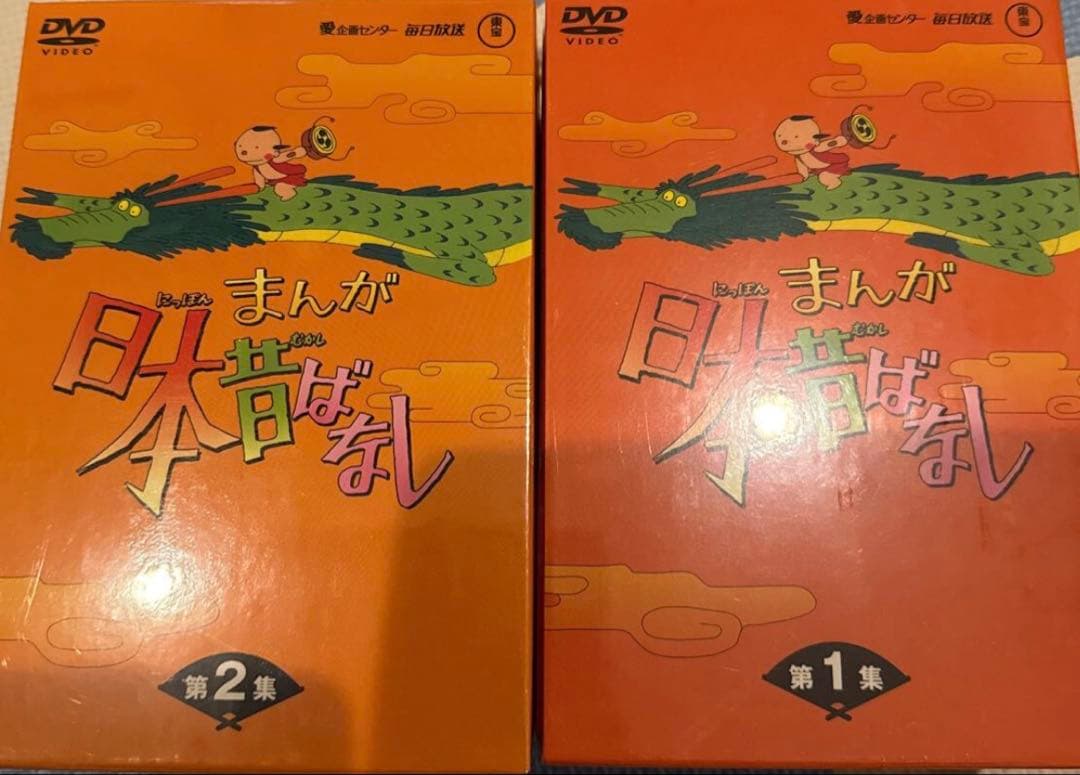 DVD
VIDEO
愛企画センター 毎日放送 東宝
まんが
にっぽん
日本
むかし
昔ばなし
第2集
DVD
VIDEO
愛企画センター 毎日放送 東宝
まんが
にっぽん
日本
むかし
昔ばなし
第1集